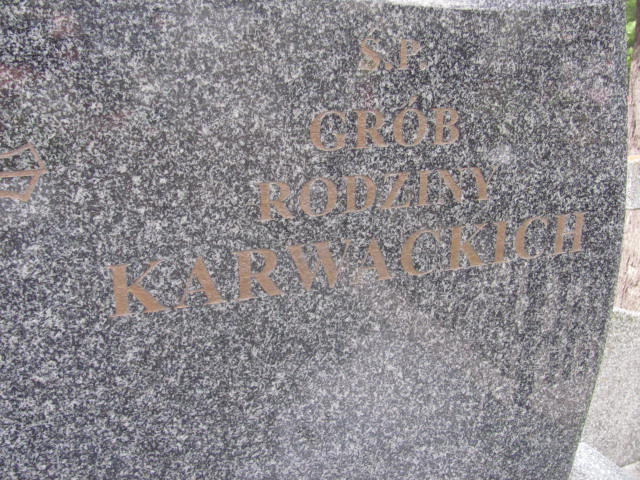 Ś.P.
GRÓB
RODZINY
KARWACKICH